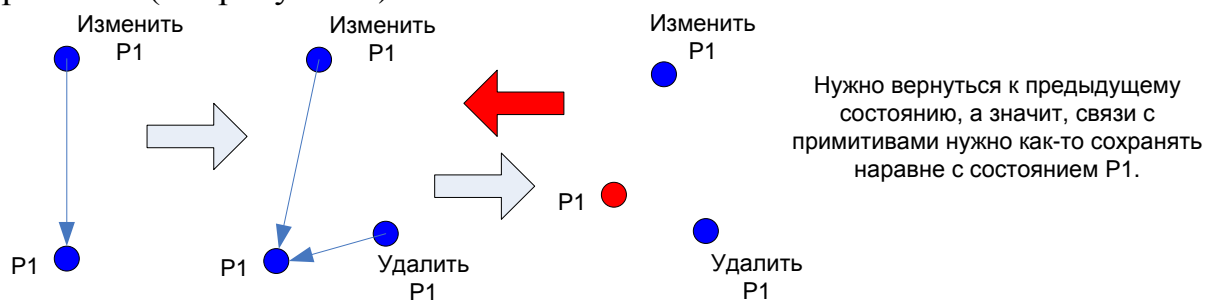 Изменить
P1
P1
Изменить
P1
P1
Удалить
P1
Изменить
P1
P1
Удалить
P1
Нужно вернуться к предыдущему
состоянию, а значит, связи с
примитивами нужно как-то сохранять
наравне с состоянием P1.